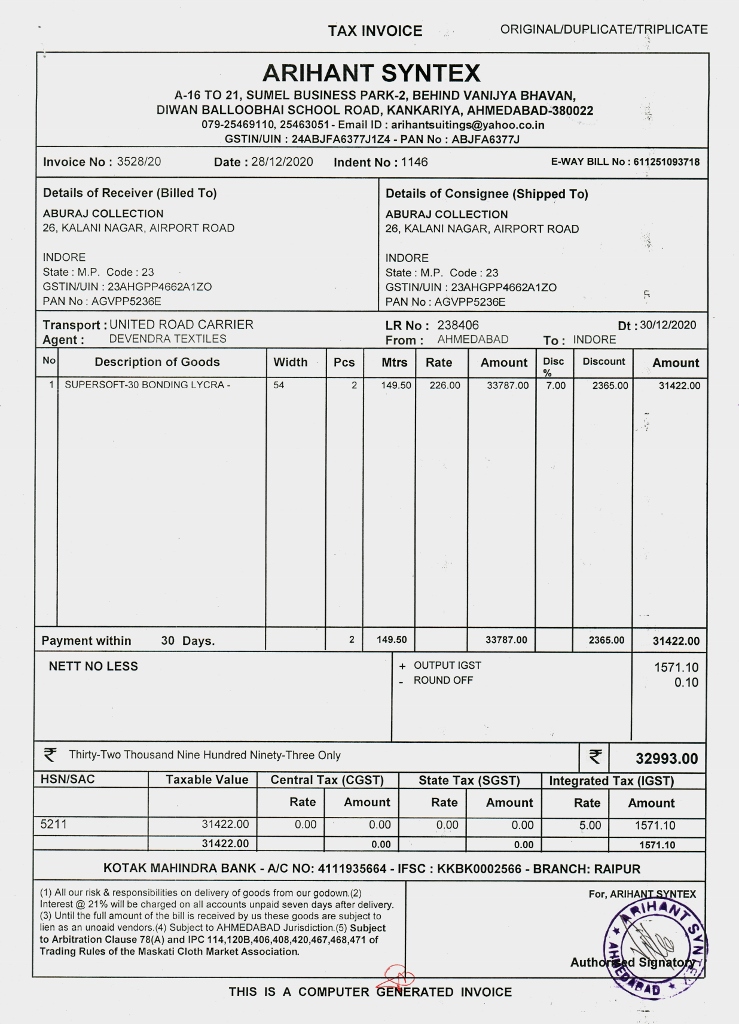 TAX INVOICE
ORIGINAL/DUPLICATE/TRIPLICATE
ARIHANT SYNTEX
A-16 TO 21, SUMEL BUSINESS PARK-2, BEHIND VANIJYA BHAVAN,
DIWAN BALLOOBHAI SCHOOL ROAD, KANKARIYA, AHMEDABAD-380022
079-25469110, 25463051 - Email ID : arihantsuitings@yahoo.co.in
GSTIN/UIN : 24ABJFA6377J1Z4 - PAN No : ABJFA6377J
Invoice No : 3528/20 Date : 28/12/2020 Indent No : 1146 E-WAY BILL No : 611251093718
Details of Receiver (Billed To)
ABURAJ COLLECTION
26, KALANI NAGAR, AIRPORT ROAD
INDORE
State : M.P. Code : 23
GSTIN/UIN : 23AHGPP4662A1ZO
PAN No : AGVPP5236E
Details of Consignee (Shipped To)
ABURAJ COLLECTION
26, KALANI NAGAR, AIRPORT ROAD
INDORE
State : M.P. Code : 23
GSTIN/UIN : 23AHGPP4662A1ZO
PAN No : AGVPP5236E
Transport : UNITED ROAD CARRIER LR No : 238406 Dt : 30/12/2020
Agent : DEVENDRA TEXTILES From : AHMEDABAD To : INDORE
No Description of Goods Width Pcs Mtrs Rate Amount Disc % Discount Amount
1 SUPERSOFT-30 BONDING LYCRA - 54 2 149.50 226.00 33787.00 7.00 2365.00 31422.00
Payment within 30 Days. 2 149.50 33787.00 2365.00 31422.00
NETT NO LESS + OUTPUT IGST 1571.10
- ROUND OFF 0.10
₹ Thirty-Two Thousand Nine Hundred Ninety-Three Only ₹ 32993.00
HSN/SAC Taxable Value Central Tax (CGST) State Tax (SGST) Integrated Tax (IGST)
Rate Amount Rate Amount Rate Amount
5211 31422.00 0.00 0.00 0.00 0.00 5.00 1571.10
31422.00 0.00 0.00 1571.10
KOTAK MAHINDRA BANK - A/C NO: 4111935664 - IFSC : KKBK0002566 - BRANCH: RAIPUR
(1) All our risk & responsibilities on delivery of goods from our godown.(2)
Interest @ 21% will be charged on all accounts unpaid seven days after delivery.
(3) Until the full amount of the bill is received by us these goods are subject to
lien as an unoaid vendors.(4) Subject to AHMEDABAD Jurisdiction.(5) Subject
to Arbitration Clause 78(A) and IPC 114,120B,406,408,420,467,468,471 of
Trading Rules of the Maskati Cloth Market Association.
For, ARIHANT SYNTEX
ARIHANT SYNTEX
AHMEDABAD
Authorised Signatory
THIS IS A COMPUTER GENERATED INVOICE